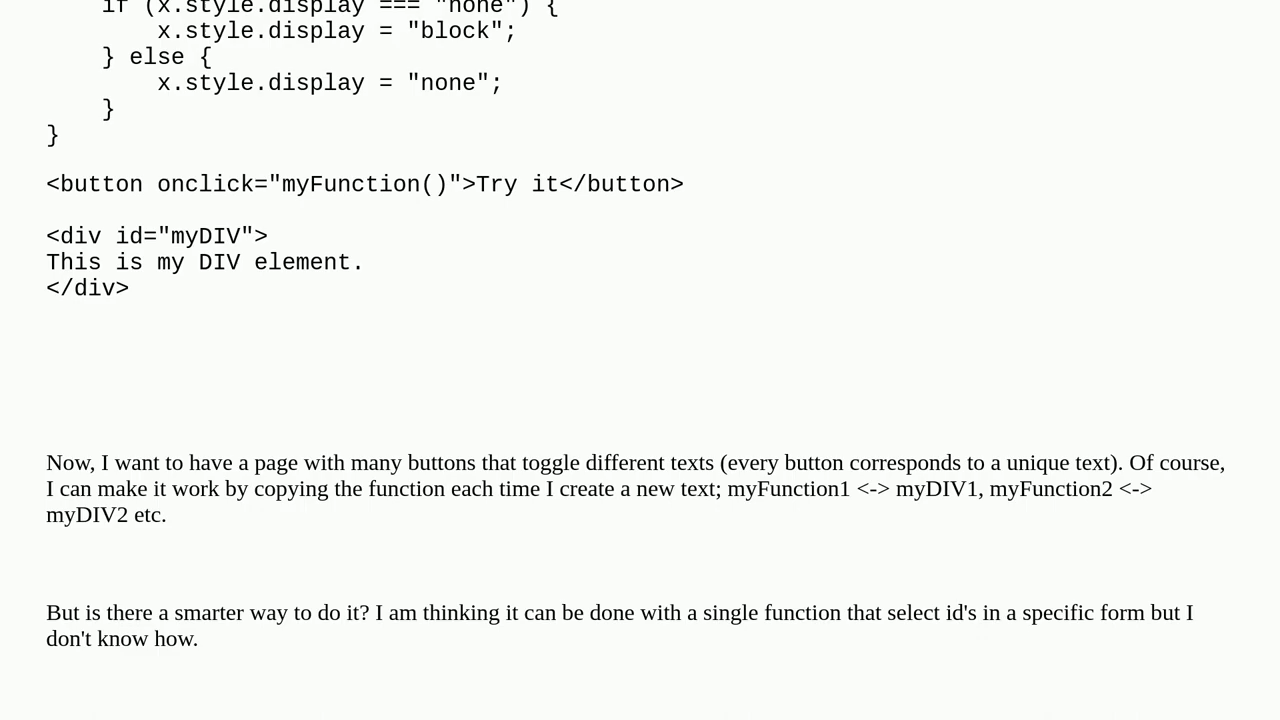 if (x.style.display === "none") {
x.style.display = "block";
} else {
x.style.display = "none";
}
}
<button onclick="myFunction()">Try it</button>
<div id="myDIV">
This is my DIV element.
</div>
Now, I want to have a page with many buttons that toggle different texts (every button corresponds to a unique text). Of course,
I can make it work by copying the function each time I create a new text; myFunction1 <-> myDIV1, myFunction2 <->
myDIV2 etc.
But is there a smarter way to do it? I am thinking it can be done with a single function that select id's in a specific form but I
don't know how.